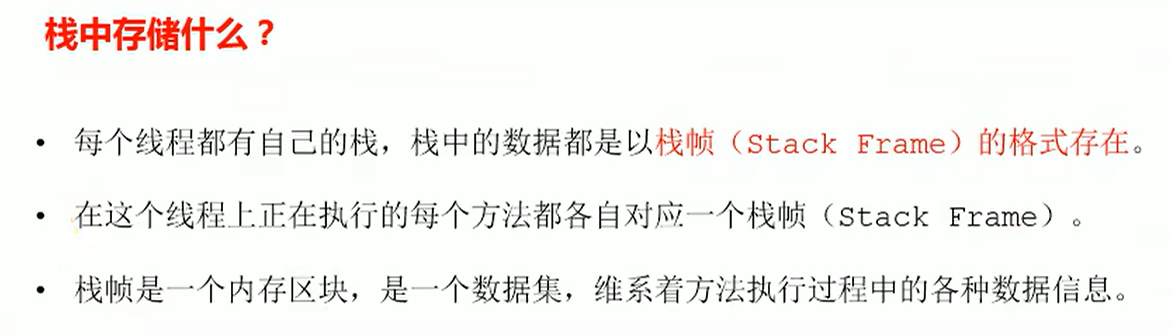 栈中存储什么？
• 每个线程都有自己的栈，栈中的数据都是以栈帧（Stack Frame）的格式存在。
• 在这个线程上正在执行的每个方法都各自对应一个栈帧（Stack Frame）。
• 栈帧是一个内存区块，是一个数据集，维系着方法执行过程中的各种数据信息。